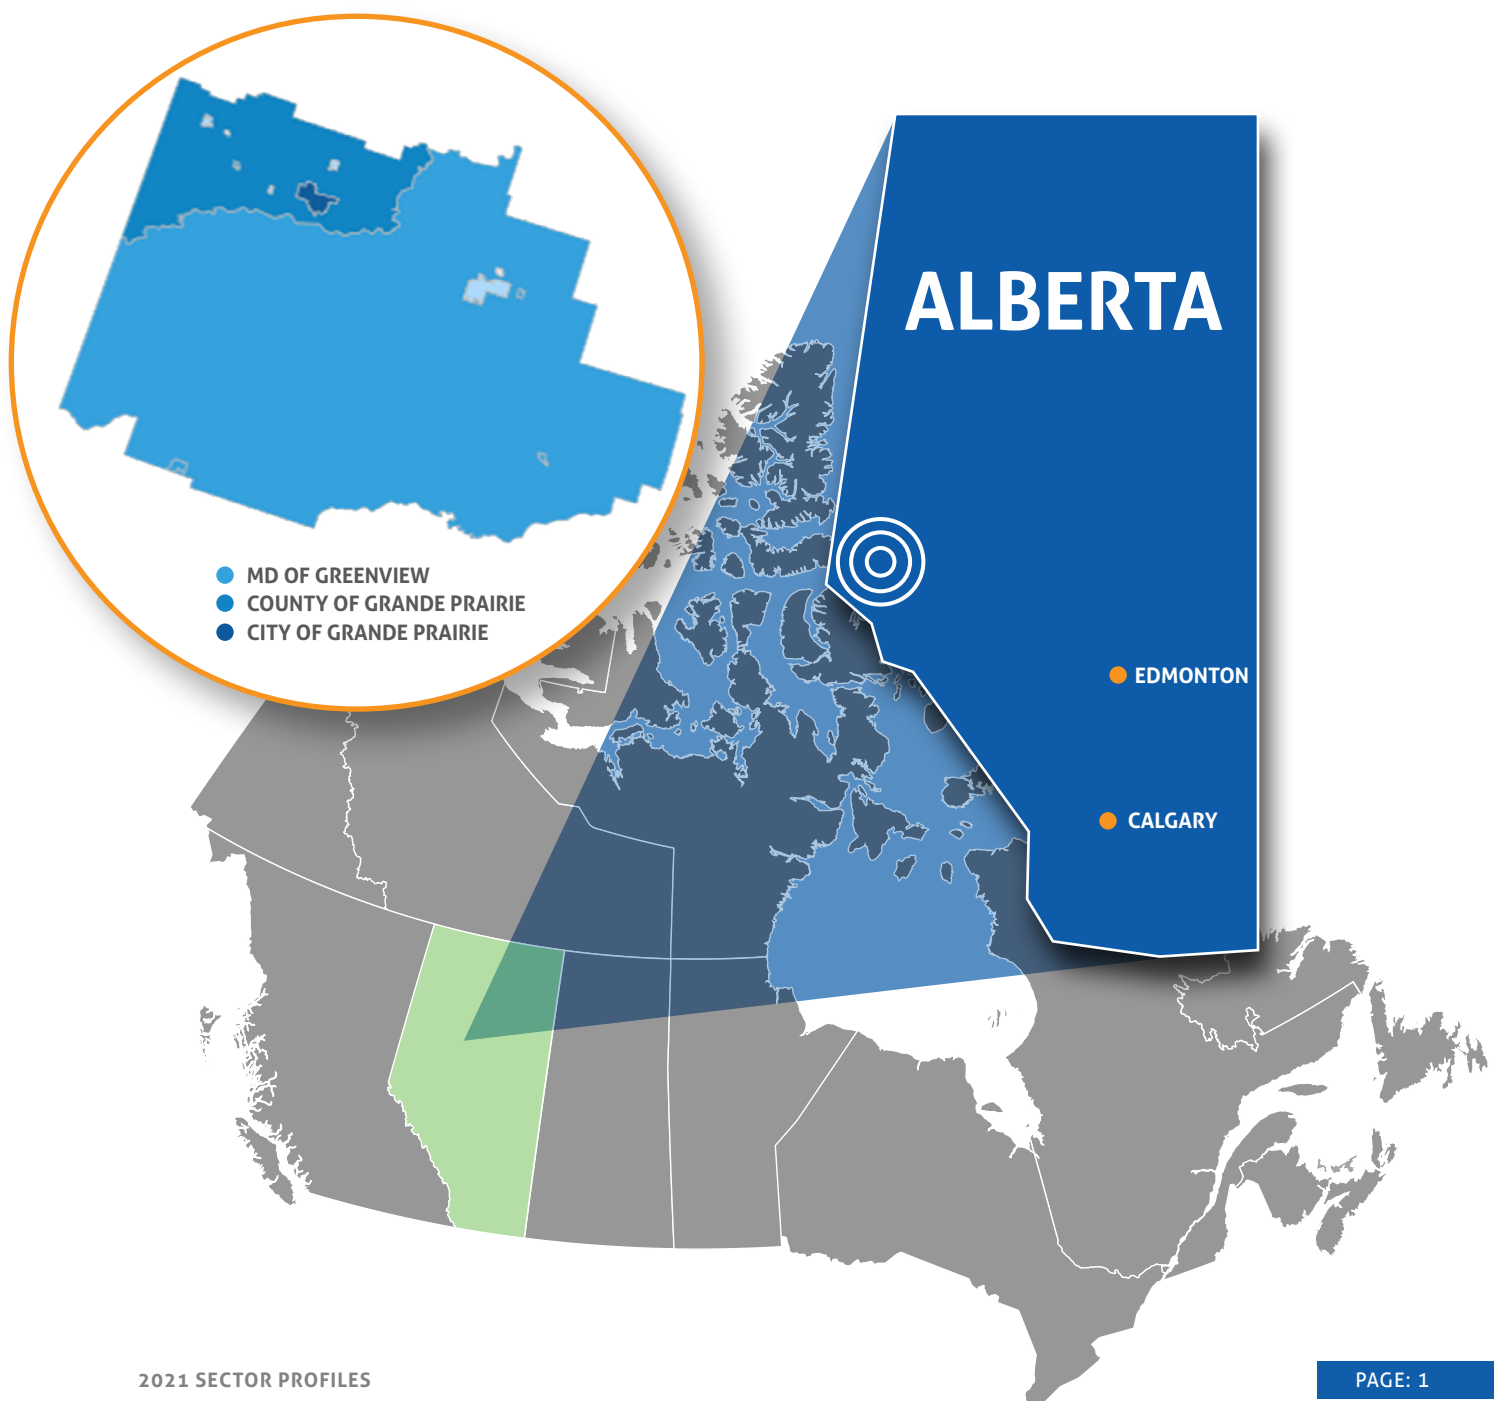 ALBERTA
MD OF GREENVIEW
COUNTY OF GRANDE PRAIRIE
CITY OF GRANDE PRAIRIE
EDMONTON
CALGARY
2021 SECTOR PROFILES
PAGE: 1